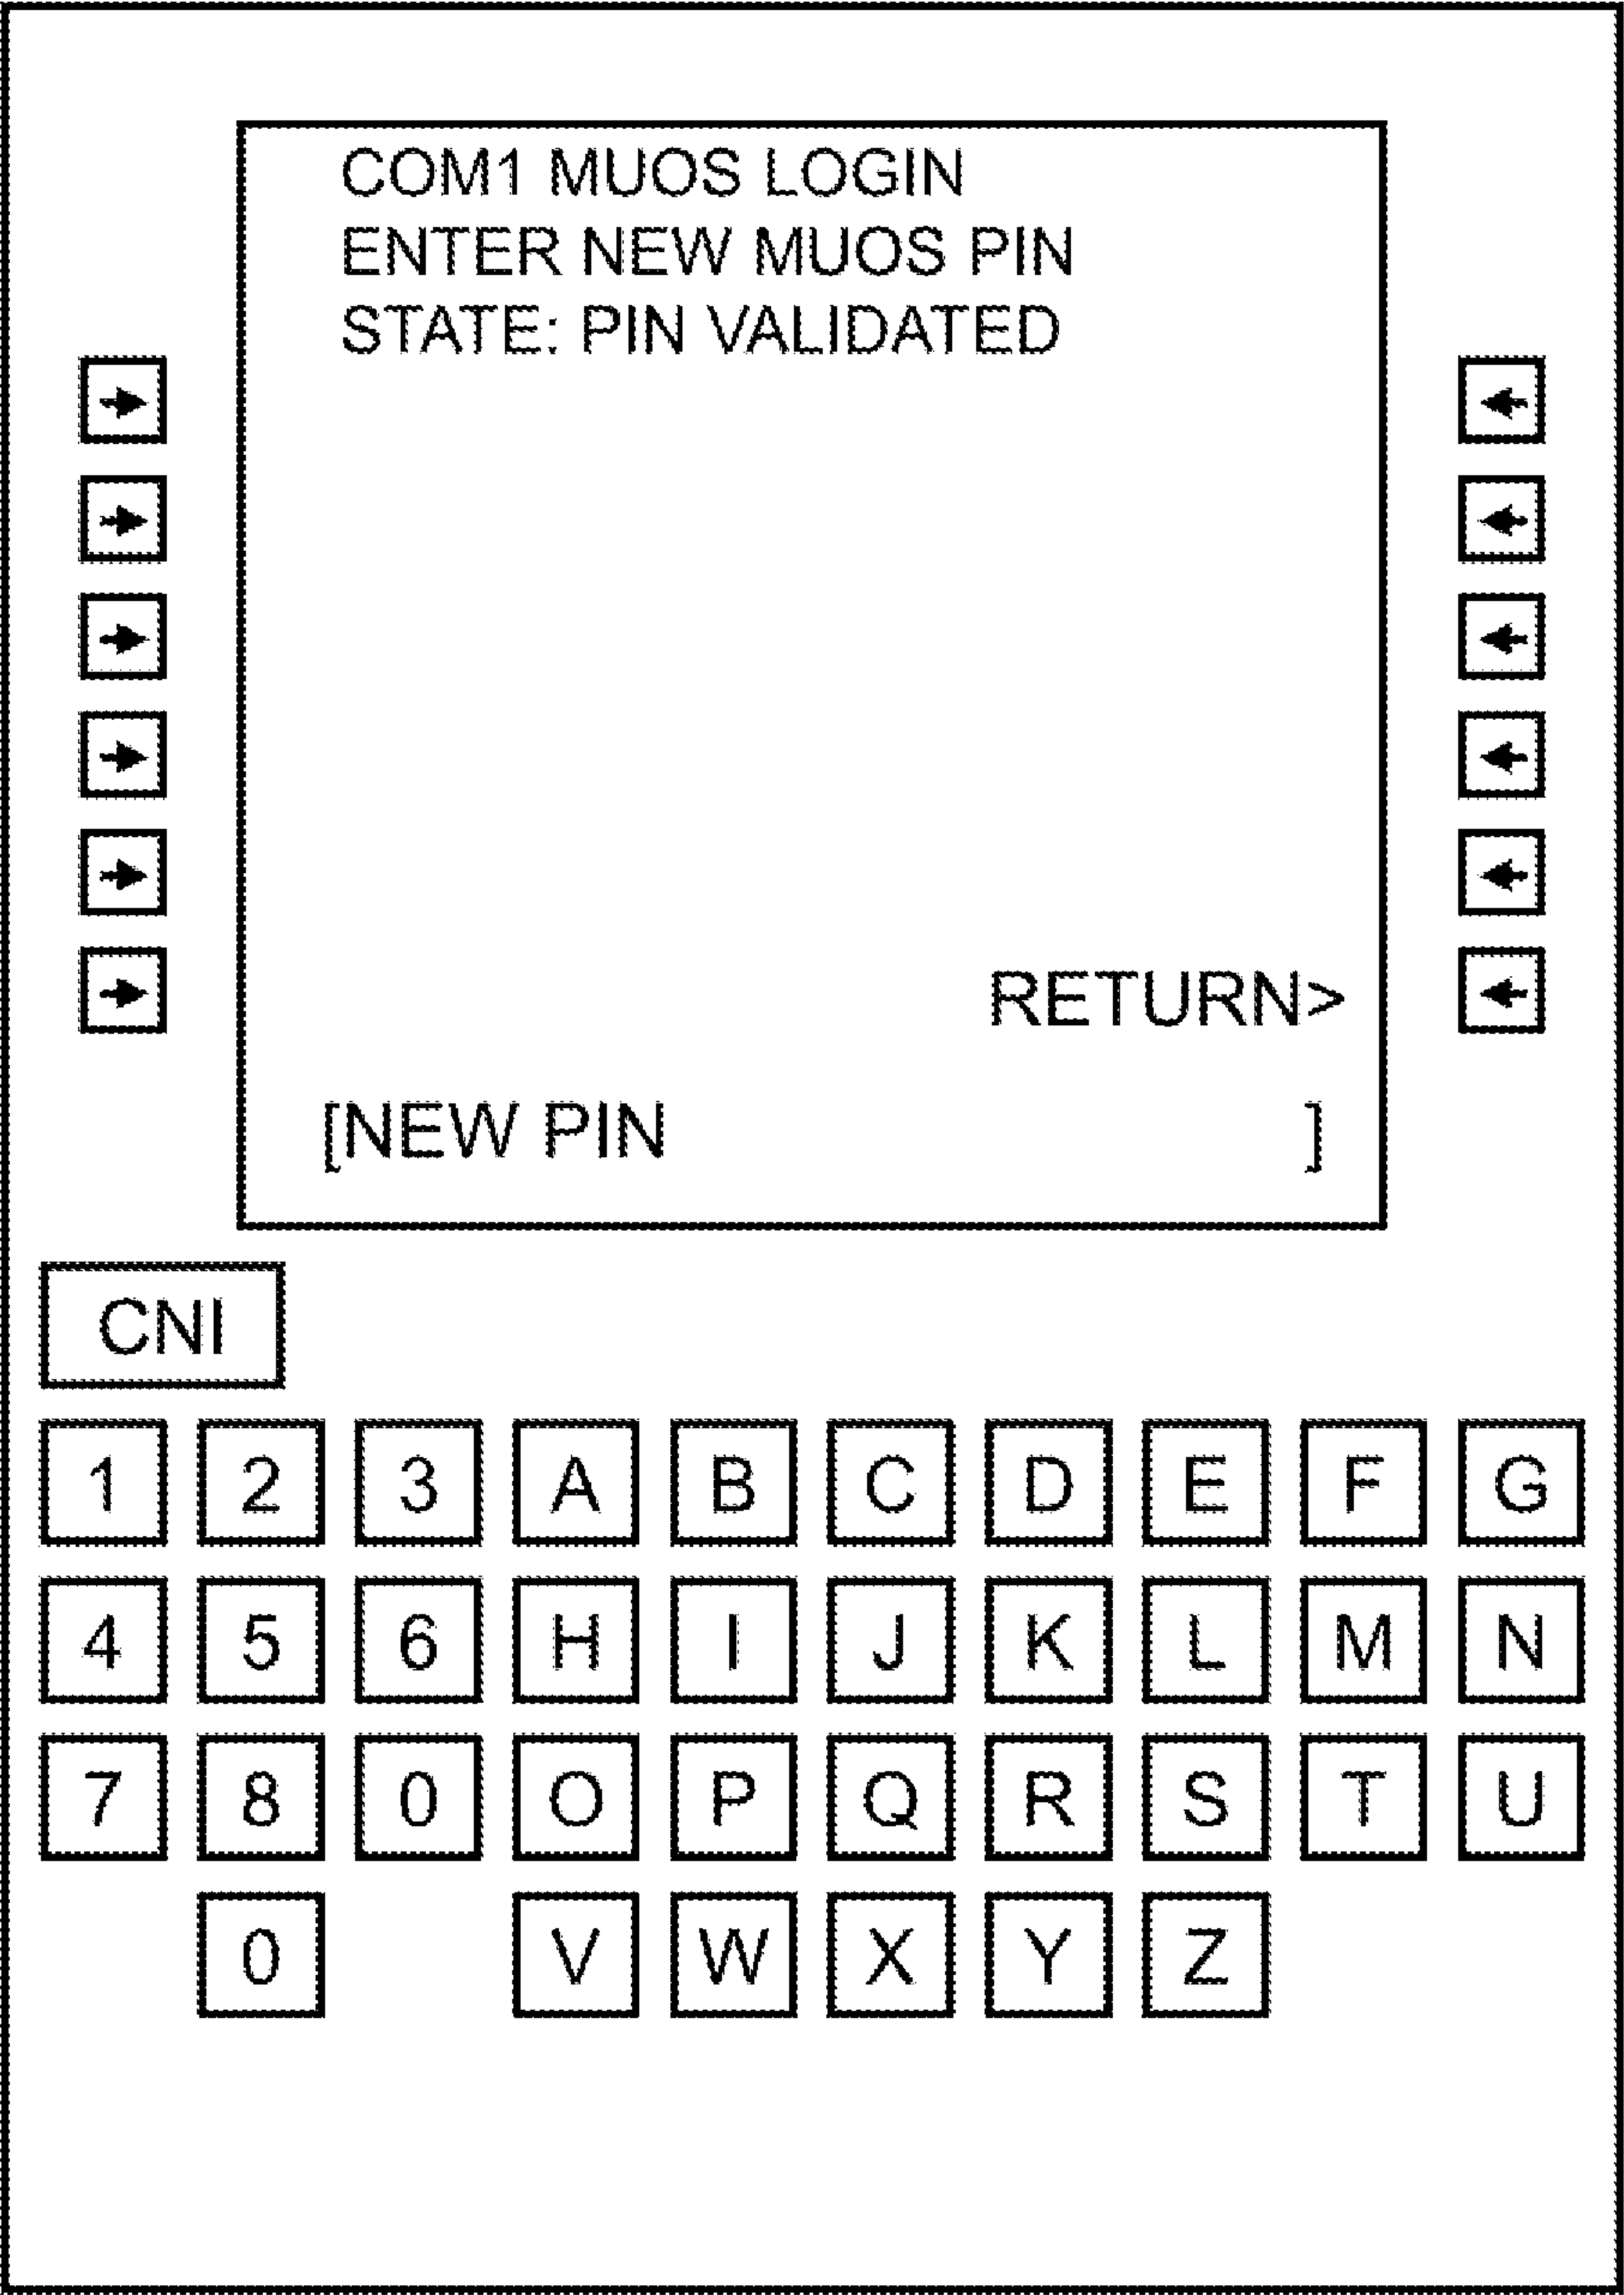 COM1 MUOS LOGIN
ENTER NEW MUOS PIN
STATE: PIN VALIDATED
RETURN>
[NEW PIN ]
CNI
1 2 3 A B C D E F G
4 5 6 H I J K L M N
7 8 0 O P Q R S T U
0 V W X Y Z